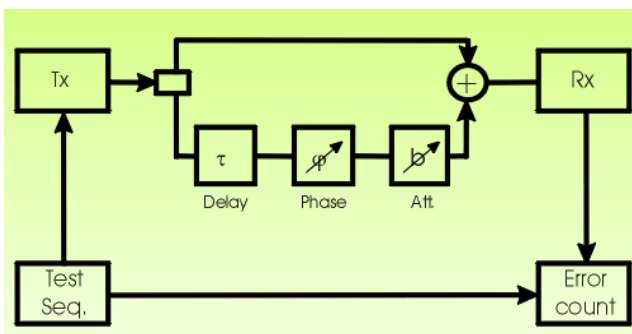 Tx
+
Rx
τ
φ
b
Delay
Phase
Att.
Test
Seq.
Error
count